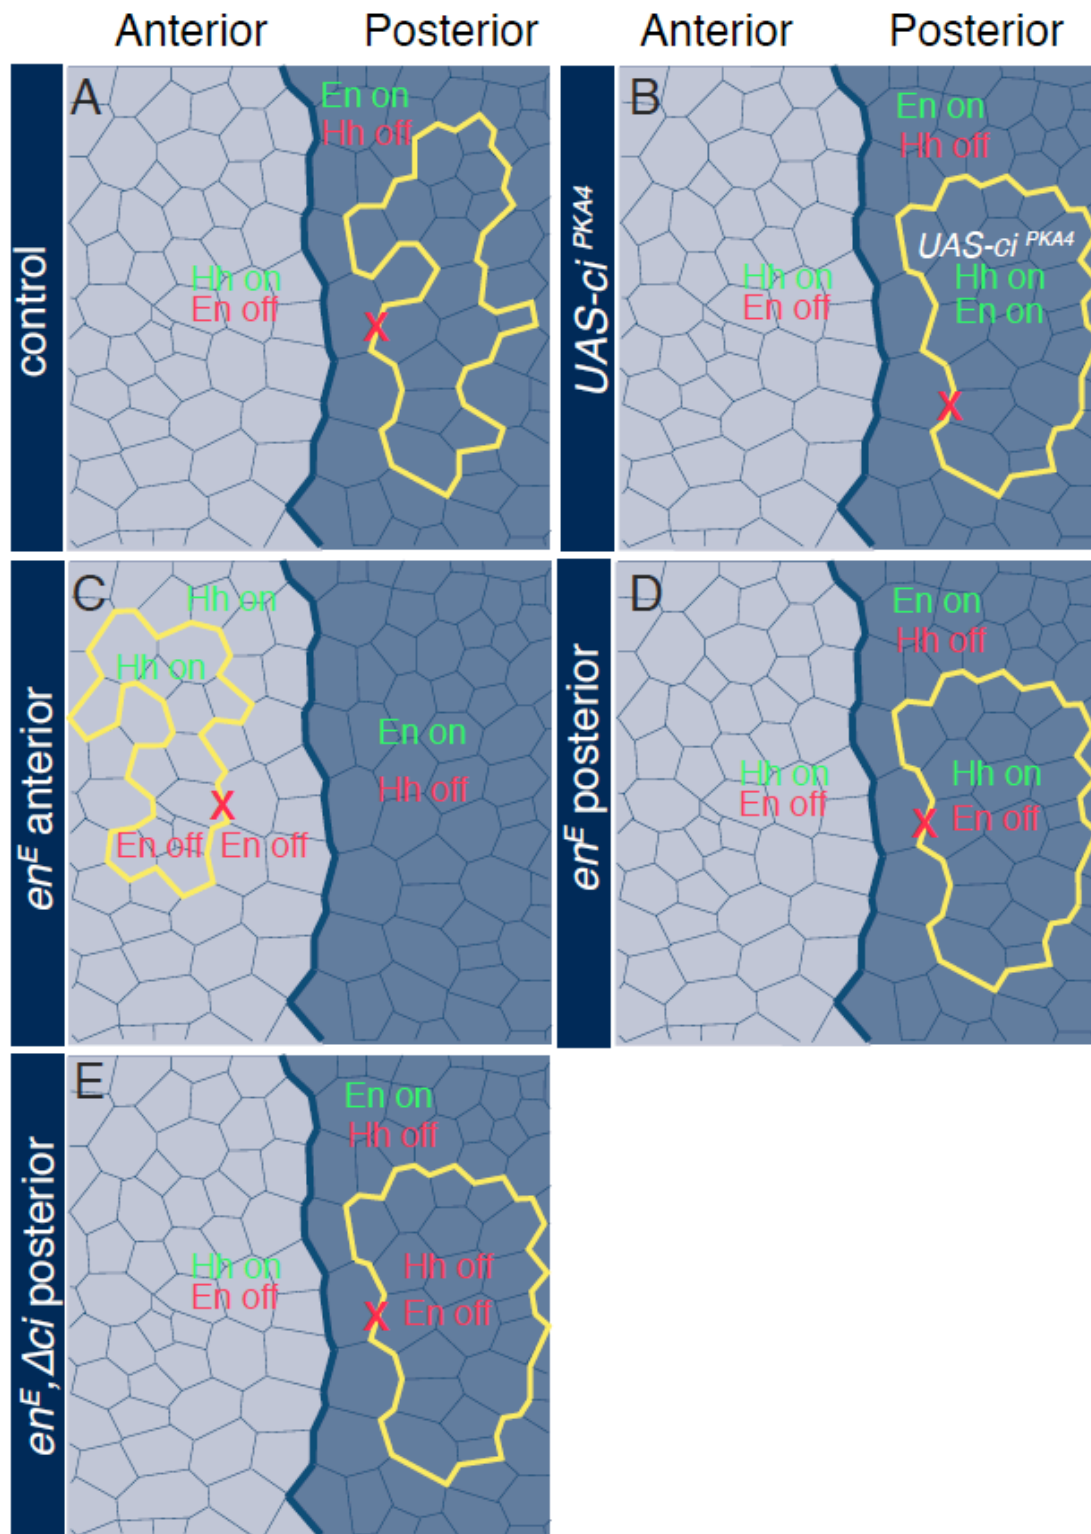 Anterior Posterior Anterior Posterior
control
A
En on
Hh off
Hh on
En off
X
UAS-ci PKA4
B
En on
Hh off
UAS-ci PKA4
Hh on
En on
Hh on
En off
X
enE anterior
C
Hh on
Hh on
En on
Hh off
X
En off En off
enE posterior
D
En on
Hh off
Hh on
En off
Hh on
En off
X
enE, Δci posterior
E
En on
Hh off
Hh on
En off
Hh off
En off
X